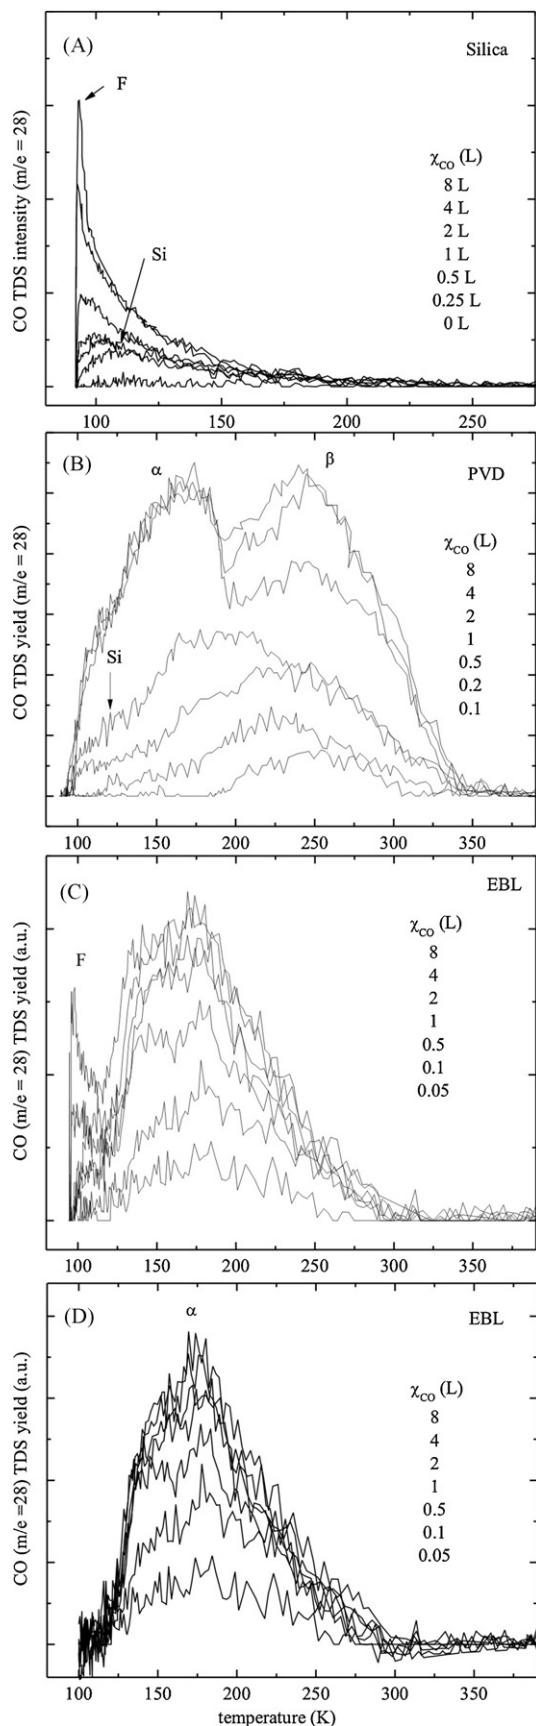 (A)
Silica
F
Si
χCO (L)
8 L
4 L
2 L
1 L
0.5 L
0.25 L
0 L
CO TDS intensity (m/e = 28)
100 150 200 250
(B)
α
β
PVD
Si
χCO (L)
8
4
2
1
0.5
0.2
0.1
CO TDS yield (m/e = 28)
100 150 200 250 300 350
(C)
EBL
F
χCO (L)
8
4
2
1
0.5
0.1
0.05
CO (m/e = 28) TDS yield (a.u.)
100 150 200 250 300 350
(D)
α
EBL
χCO (L)
8
4
2
1
0.5
0.1
0.05
CO (m/e =28) TDS yield (a.u.)
100 150 200 250 300 350
temperature (K)